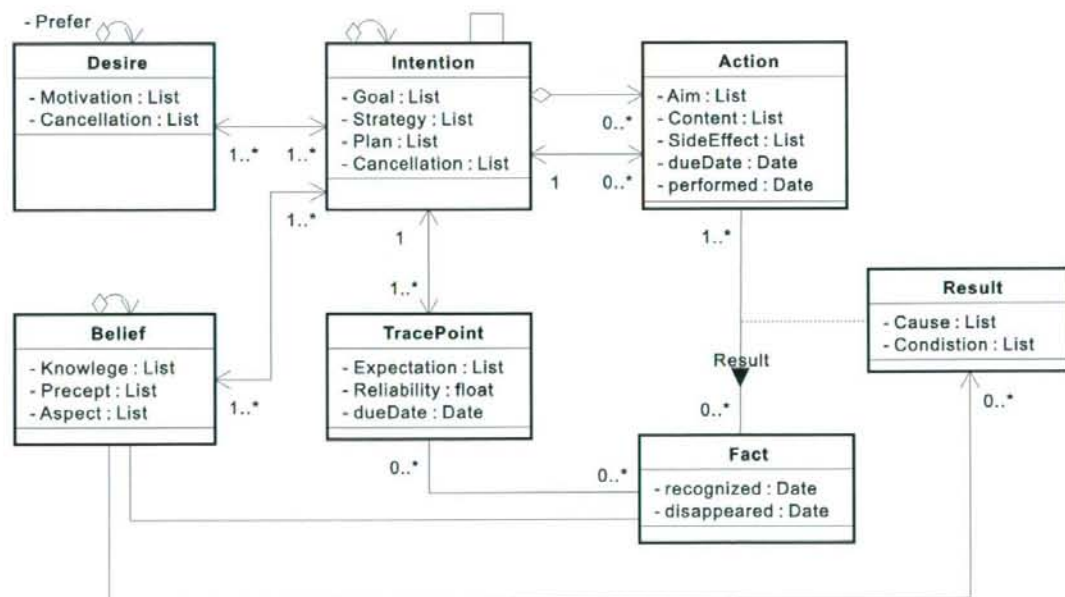 - Prefer
Desire
- Motivation : List
- Cancellation : List
Intention
- Goal : List
- Strategy : List
- Plan : List
- Cancellation : List
Action
- Aim : List
- Content : List
- SideEffect : List
- dueDate : Date
- performed : Date
0..*
1..*
1..*
1
0..*
1..*
1
1..*
1..*
Result
- Cause : List
- Condistion : List
Belief
- Knowlege : List
- Precept : List
- Aspect : List
1..*
TracePoint
- Expectation : List
- Reliability : float
- dueDate : Date
Result
0..*
0..*
0..*
0..*
Fact
- recognized : Date
- disappeared : Date